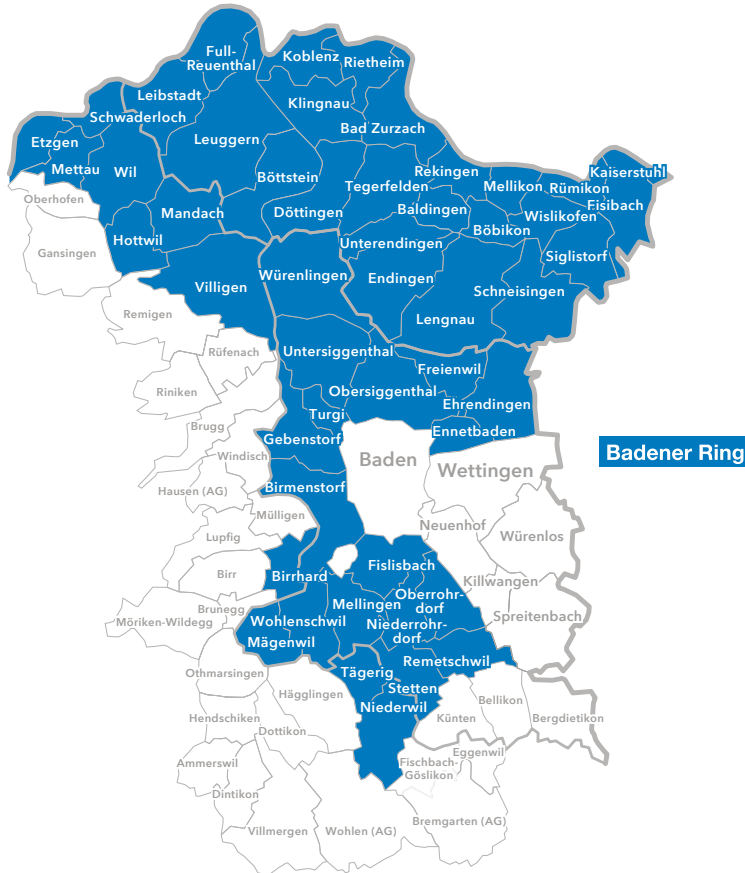 Full-
Reuenthal
Koblenz
Rietheim
Leibstadt
Klingnau
Schwaderloch
Bad Zurzach
Etzgen
Leuggern
Mettau
Wil
Böttstein
Rekingen
Kaiserstuhl
Tegerfelden
Mellikon
Rümikon
Oberhofen
Fisibach
Mandach
Döttingen
Baldingen
Wislikofen
Böbikon
Hottwil
Unterendingen
Gansingen
Siglistorf
Villigen
Würenlingen
Endingen
Schneisingen
Remigen
Lengnau
Rüfenach
Untersiggenthal
Freienwil
Riniken
Obersiggenthal
Ehrendingen
Turgi
Brugg
Ennetbaden
Gebenstorf
Windisch
Baden
Badener Ring
Wettingen
Hausen (AG)
Birmenstorf
Mülligen
Neuenhof
Lupfig
Würenlos
Fislisbach
Birr
Birrhard
Killwangen
Oberrohr-
dorf
Mellingen
Brunegg
Spreitenbach
Möriken-Wildegg
Wohlenschwil
Niederrohr-
dorf
Mägenwil
Remetschwil
Othmarsingen
Tägerig
Stetten
Hägglingen
Bellikon
Niederwil
Hendschiken
Künten
Bergdietikon
Dottikon
Eggenwil
Ammerswil
Fischbach-
Göslikon
Dintikon
Bremgarten (AG)
Villmergen
Wohlen (AG)